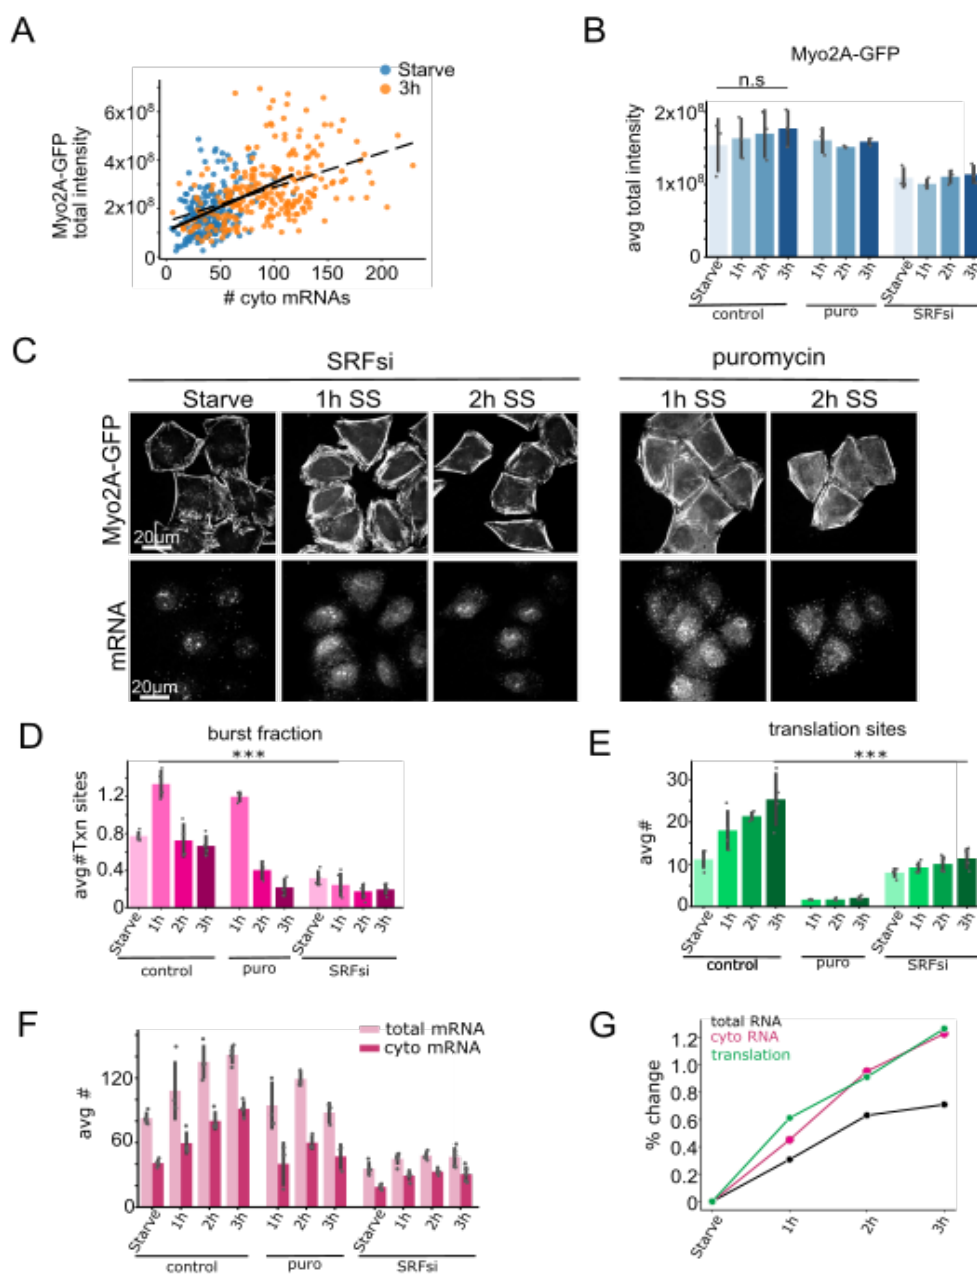 A
Starve
3h
Myo2A-GFP
total intensity
6x10⁸
4x10⁸
2x10⁸
0
0 50 100 150 200
# cyto mRNAs
B
Myo2A-GFP
n.s
avg total intensity
2x10⁸
1x10⁸
0
Starve 1h 2h 3h 1h 2h 3h Starve 1h 2h 3h
control puro SRFsi
C
SRFsi puromycin
Starve 1h SS 2h SS 1h SS 2h SS
Myo2A-GFP
20µm
mRNA
20µm
D
burst fraction
***
avg#Txn sites
1.2
0.8
0.4
0
Starve 1h 2h 3h 1h 2h 3h Starve 1h 2h 3h
control puro SRFsi
E
translation sites
***
avg#
30
20
10
0
Starve 1h 2h 3h 1h 2h 3h Starve 1h 2h 3h
control puro SRFsi
F
total mRNA
cyto mRNA
avg #
120
60
0
Starve 1h 2h 3h 1h 2h 3h Starve 1h 2h 3h
control puro SRFsi
G
total RNA
cyto RNA
translation
% change
1.2
1.0
0.8
0.6
0.4
0.2
0
Starve 1h 2h 3h